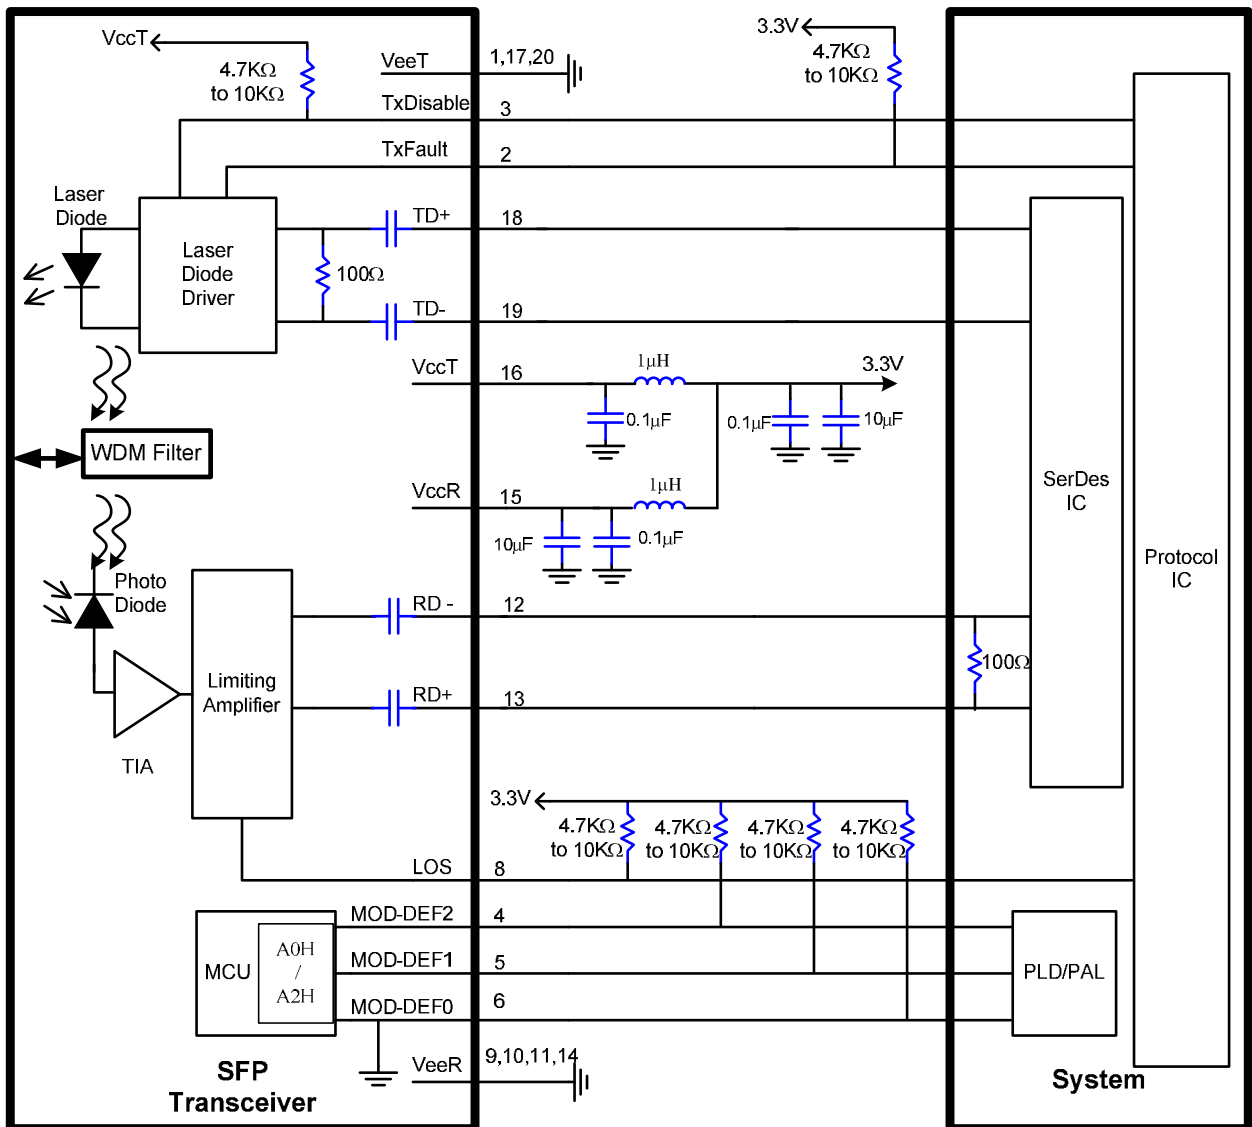 VccT
4.7KΩ
to 10KΩ
VeeT
1,17,20
3.3V
4.7KΩ
to 10KΩ
TxDisable
3
TxFault
2
Laser
Diode
Laser
Diode
Driver
TD+
18
100Ω
TD-
19
VccT
16
1μH
3.3V
0.1μF
0.1μF
10μF
WDM Filter
VccR
15
1μH
10μF
0.1μF
SerDes
IC
Protocol
IC
Photo
Diode
RD -
12
100Ω
Limiting
Amplifier
RD+
13
TIA
3.3V
4.7KΩ
to 10KΩ
4.7KΩ
to 10KΩ
4.7KΩ
to 10KΩ
4.7KΩ
to 10KΩ
LOS
8
MOD-DEF2
4
MCU
A0H
/
A2H
MOD-DEF1
5
PLD/PAL
MOD-DEF0
6
VeeR
9,10,11,14
SFP
Transceiver
System